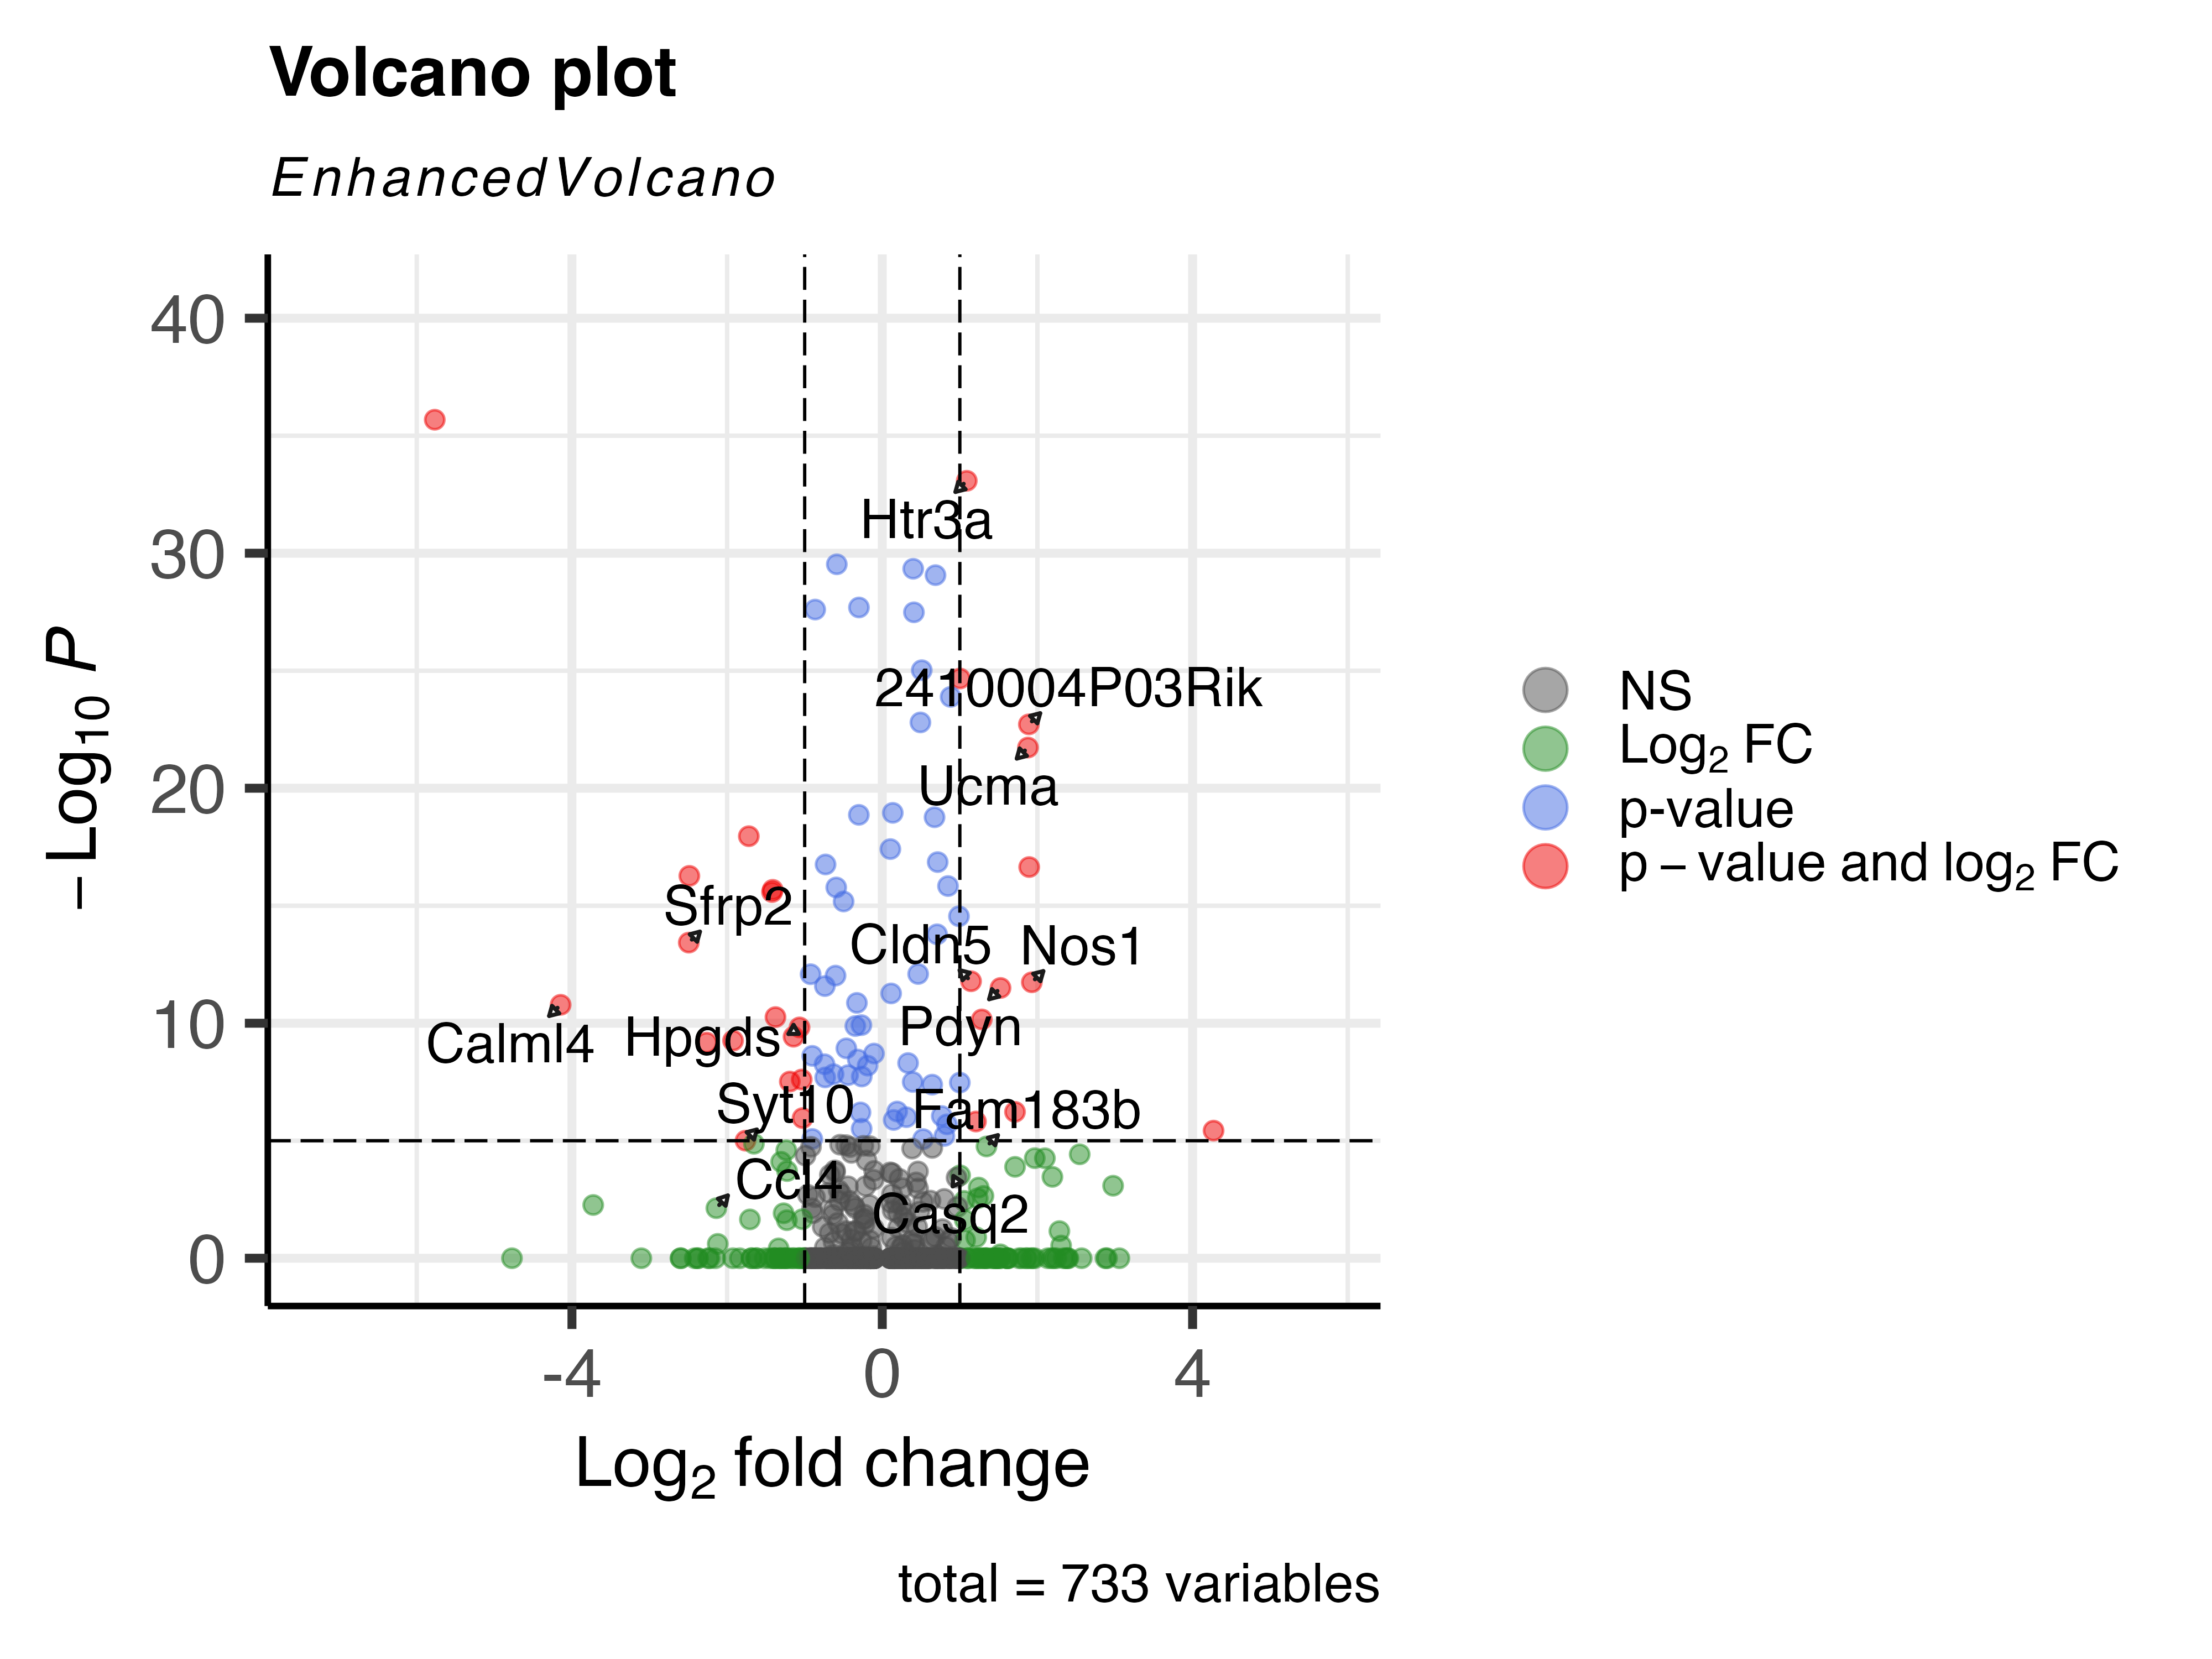 Volcano plot
EnhancedVolcano
− Log10 P
40
30
20
10
0
Htr3a
2410004P03Rik
Ucma
Sfrp2
Cldn5
Nos1
Calml4
Hpgds
Pdyn
Syt10
Fam183b
Ccl4
Casq2
-4
0
4
Log2 fold change
NS
Log2 FC
p-value
p − value and log2 FC
total = 733 variables